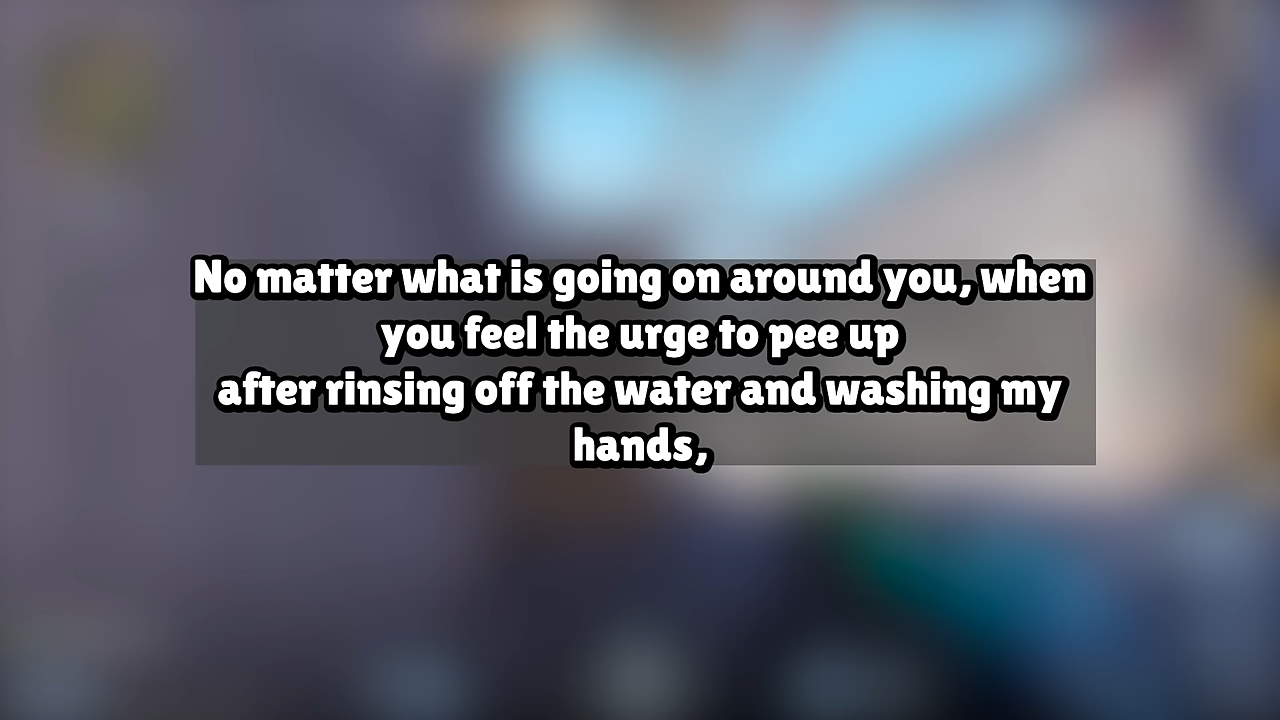 No matter what is going on around you, when
you feel the urge to pee up
after rinsing off the water and washing my
hands,